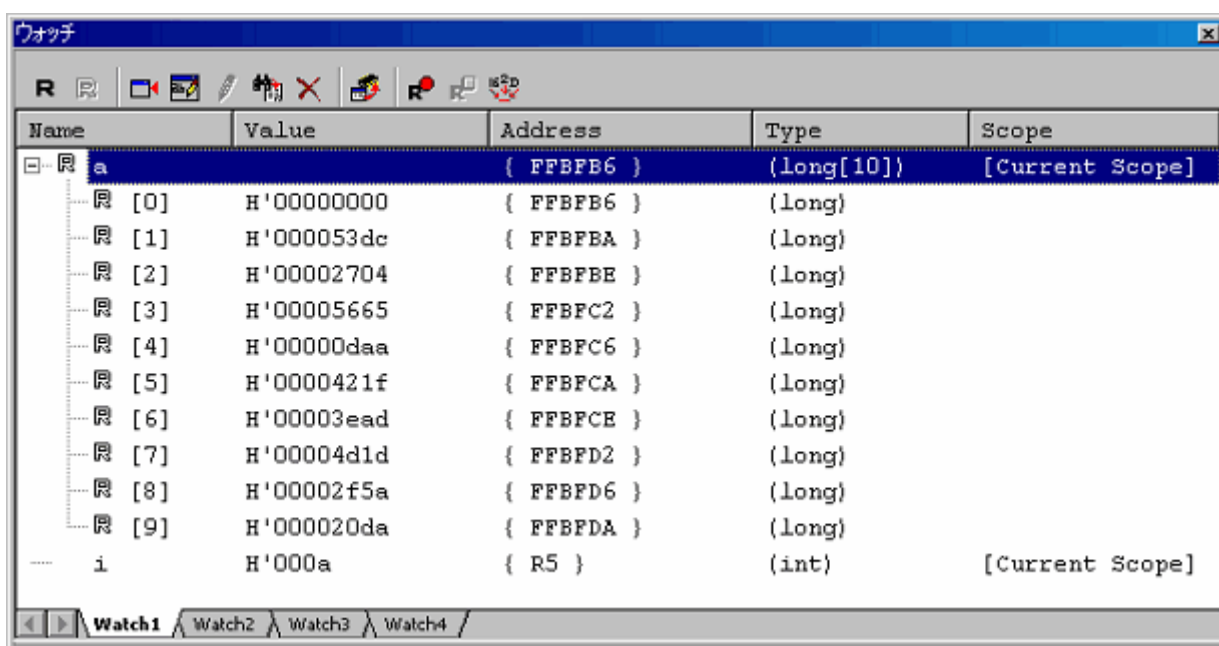 ウォッチ
Name Value Address Type Scope
R a { FFBFB6 } (long[10]) [Current Scope]
R [0] H'00000000 { FFBFB6 } (long)
R [1] H'000053dc { FFBFBA } (long)
R [2] H'00002704 { FFBFBE } (long)
R [3] H'00005665 { FFBFC2 } (long)
R [4] H'00000daa { FFBFC6 } (long)
R [5] H'0000421f { FFBFCA } (long)
R [6] H'00003ead { FFBFCE } (long)
R [7] H'00004d1d { FFBFD2 } (long)
R [8] H'00002f5a { FFBFD6 } (long)
R [9] H'000020da { FFBFDA } (long)
i H'000a { R5 } (int) [Current Scope]
Watch1 Watch2 Watch3 Watch4